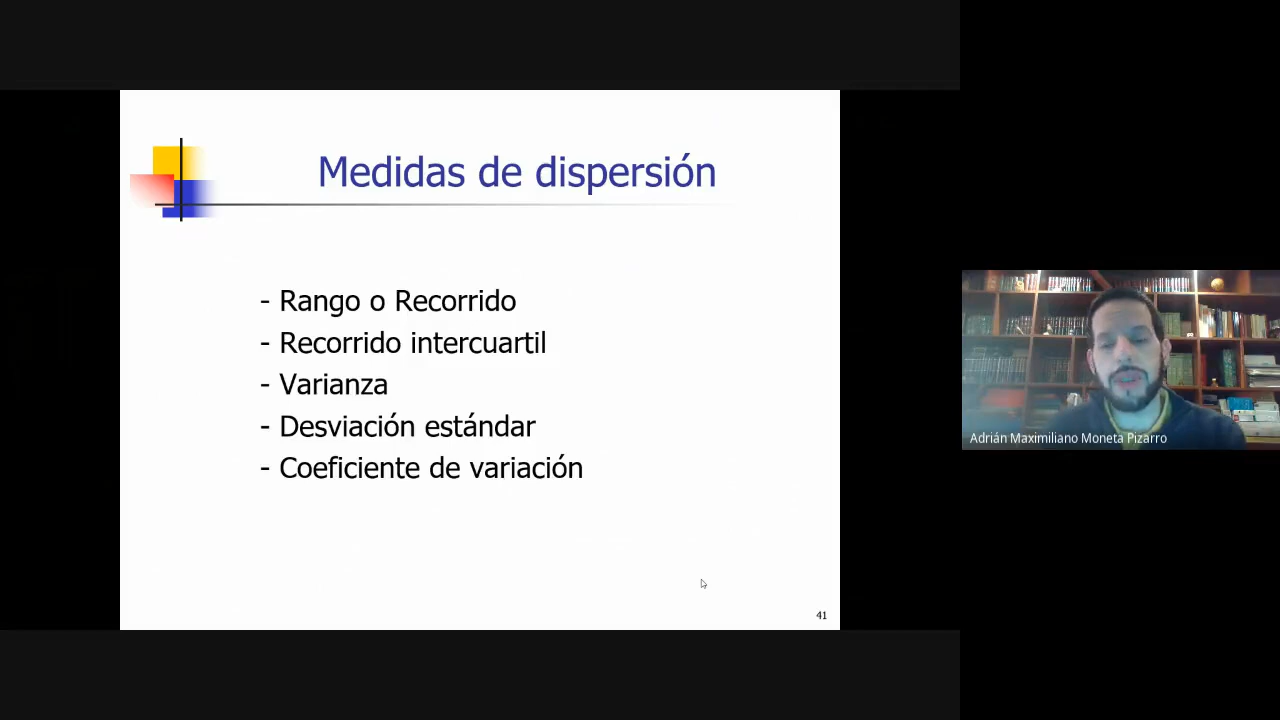 Medidas de dispersión
- Rango o Recorrido
- Recorrido intercuartil
- Varianza
- Desviación estándar
- Coeficiente de variación
41
Adrián Maximiliano Moneta Pizarro